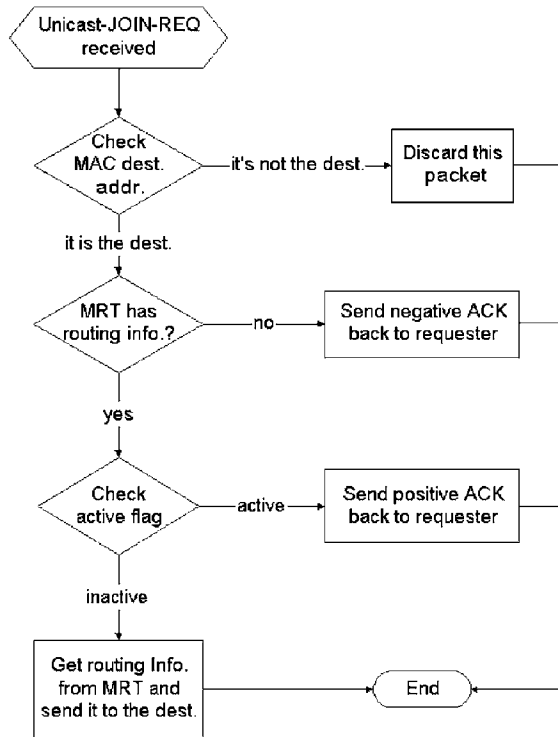 Unicast-JOIN-REQ
received
Check
MAC dest.
addr.
it's not the dest.
Discard this
packet
it is the dest.
MRT has
routing info.?
no
Send negative ACK
back to requester
yes
Check
active flag
active
Send positive ACK
back to requester
inactive
Get routing Info.
from MRT and
send it to the dest.
End